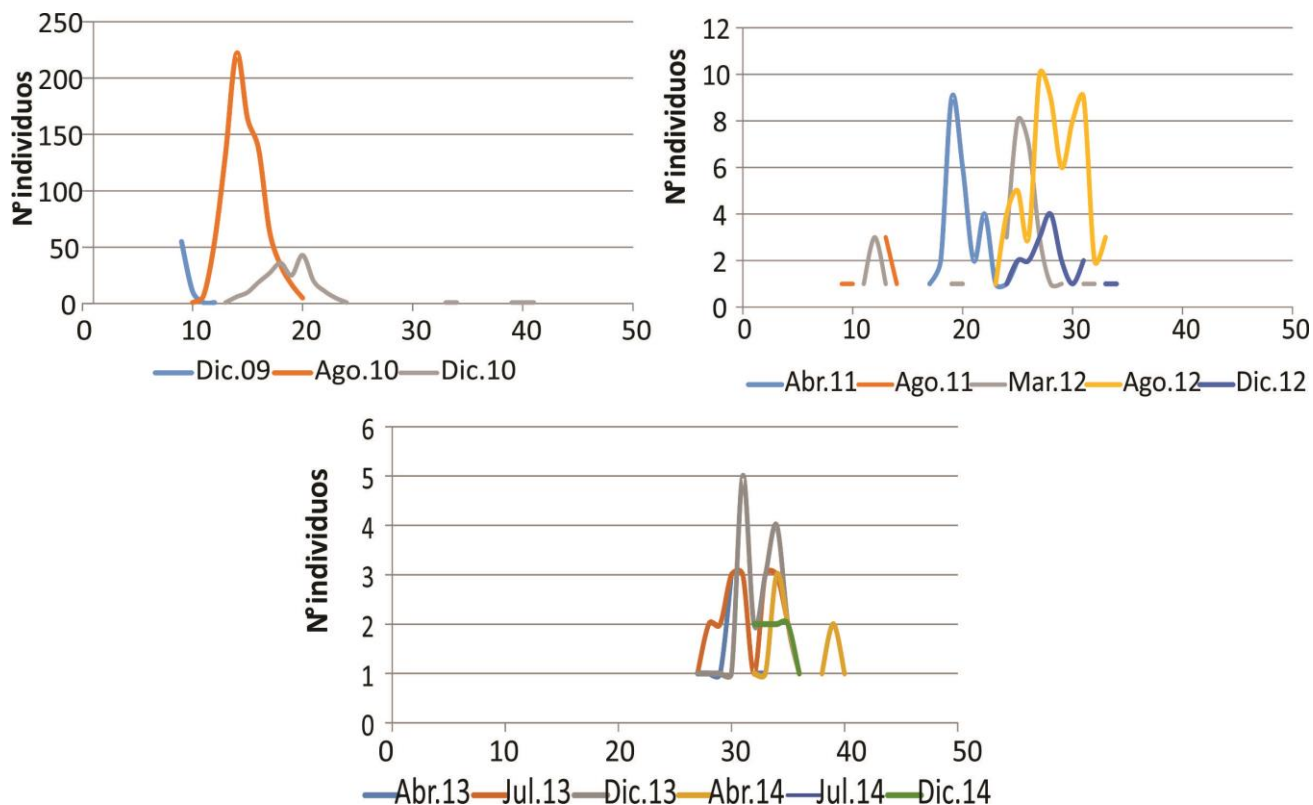 N° individuos
250
200
150
100
50
0
0 10 20 30 40 50
Dic.09 Ago.10 Dic.10
N° individuos
12
10
8
6
4
2
0
0 10 20 30 40 50
Abr.11 Ago.11 Mar.12 Ago.12 Dic.12
N° individuos
6
5
4
3
2
1
0
0 10 20 30 40 50
Abr.13 Jul.13 Dic.13 Abr.14 Jul.14 Dic.14